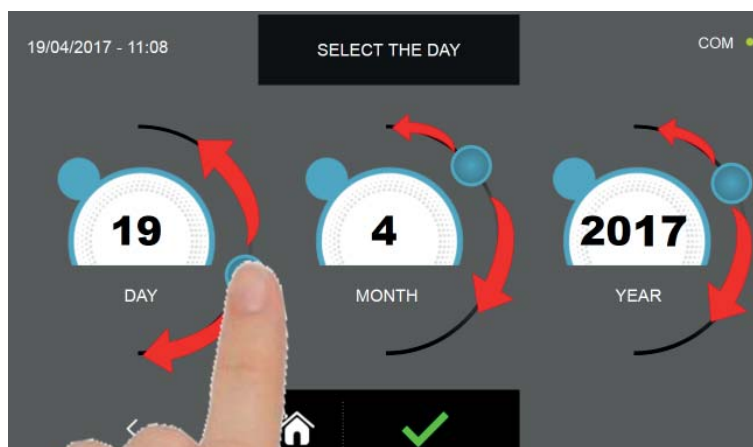 19/04/2017 - 11:08
SELECT THE DAY
COM
19
4
2017
DAY
MONTH
YEAR